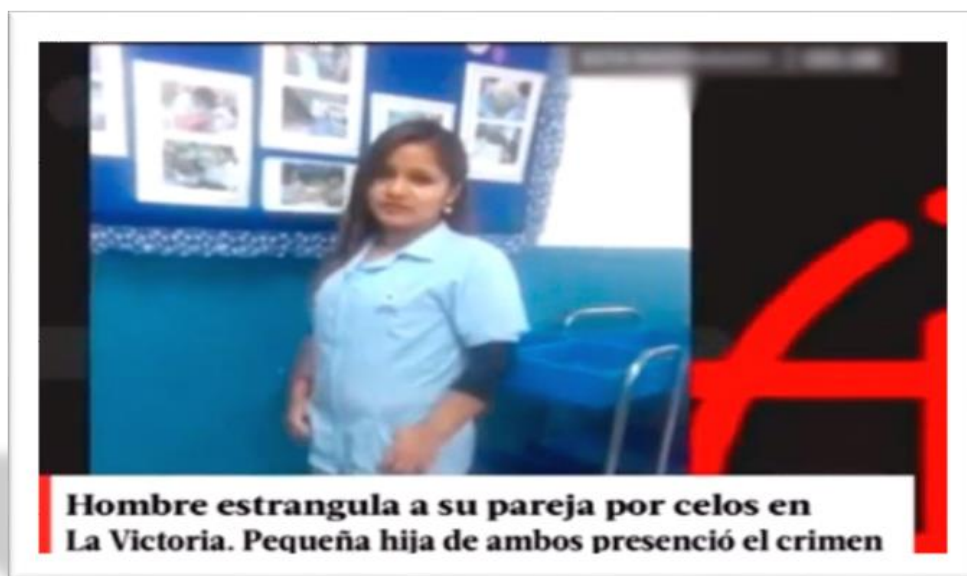 Hombre estrangula a su pareja por celos en
La Victoria. Pequeña hija de ambos presenció el crimen